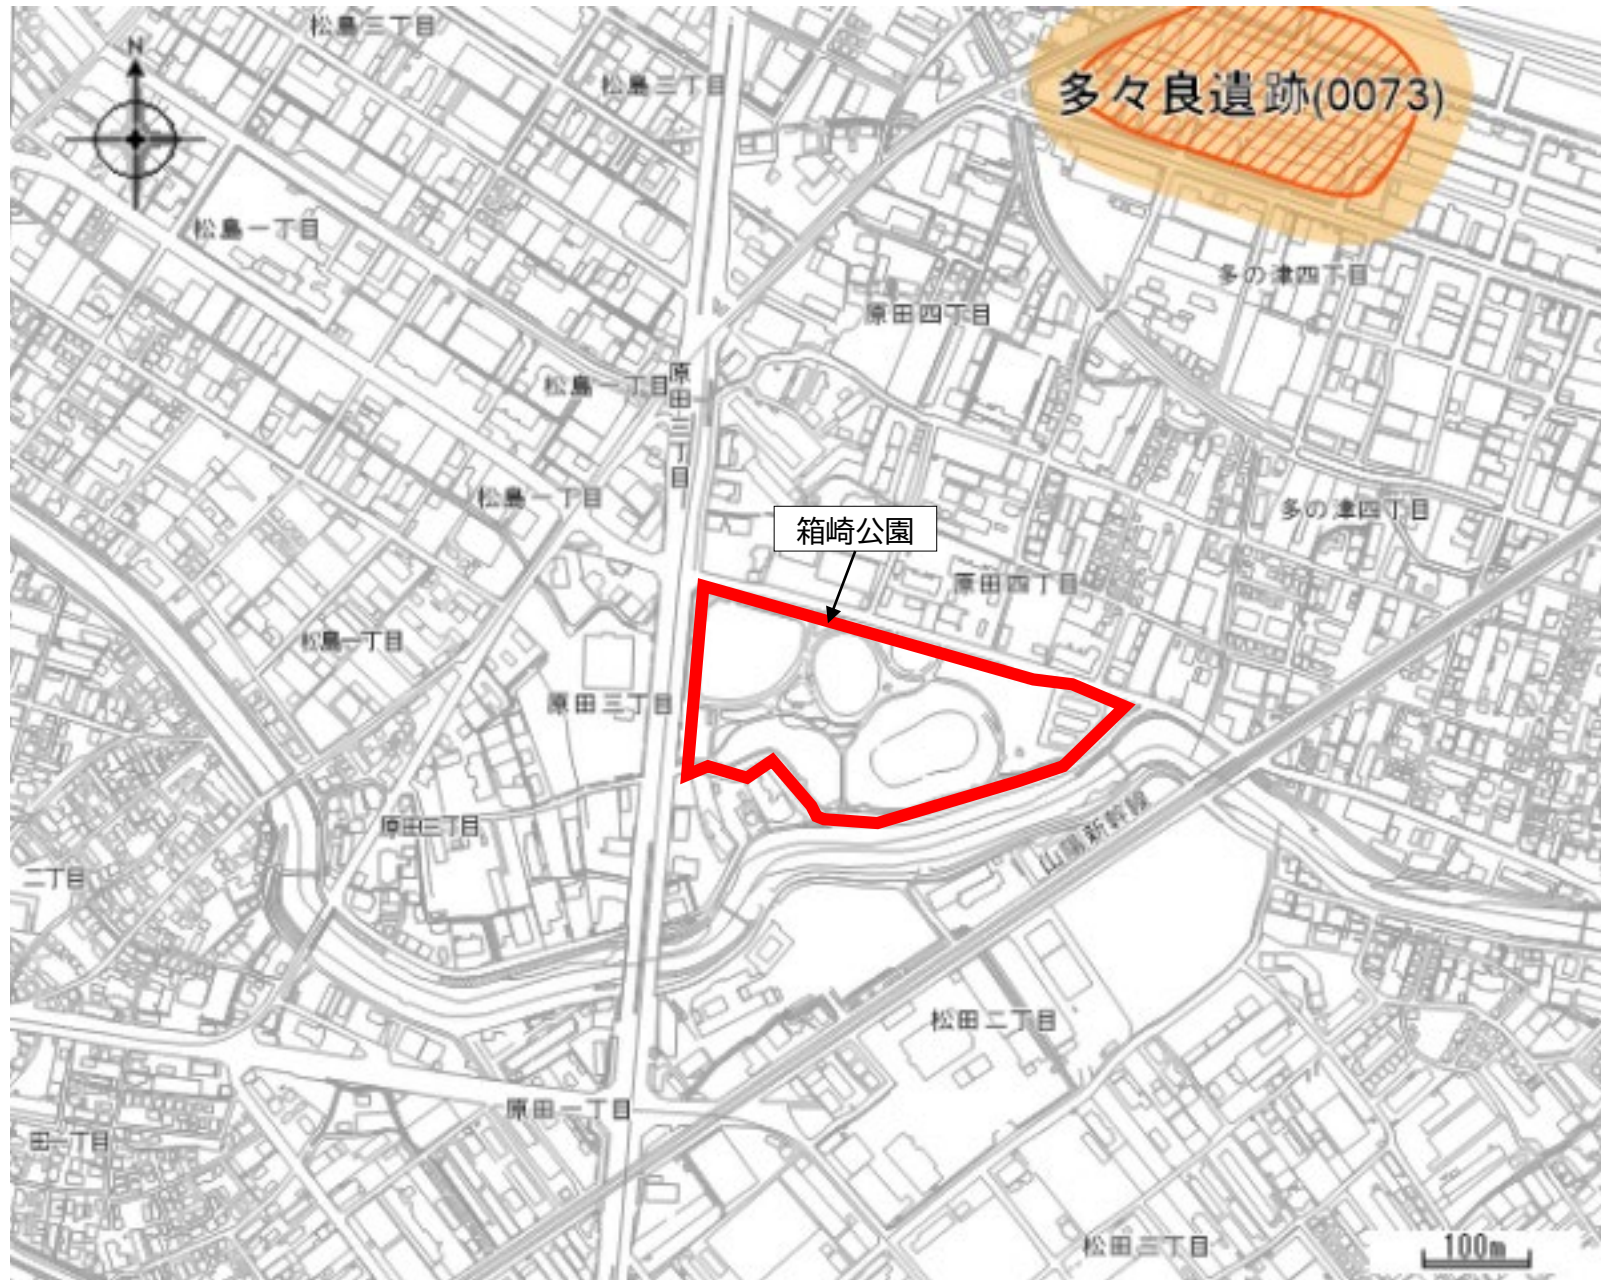 松島三丁目
松島三丁目
N
多々良遺跡(0073)
松島一丁目
多の津四丁目
原田四丁目
松島一丁目
原田三丁目
松島一丁目
多の津四丁目
箱崎公園
原田四丁目
松島一丁目
原田三丁目
原田三丁目
山陽新幹線
二丁目
松田二丁目
原田一丁目
田一丁目
松田三丁目
100m